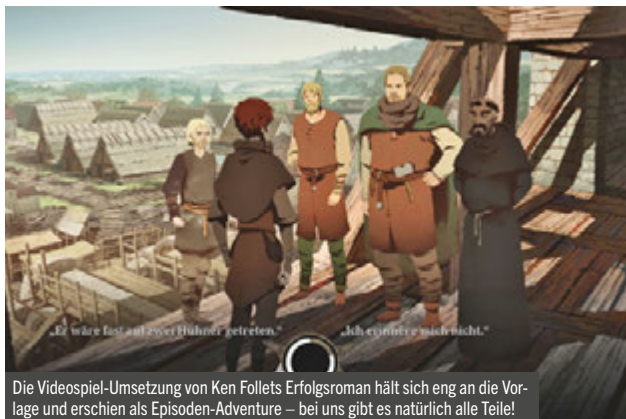 „Er wäre fast auf zwei Hühner getreten.“ „Ich erinnere mich nicht.“
Die Videospiel-Umsetzung von Ken Follets Erfolgsroman hält sich eng an die Vor-
lage und erschien als Episoden-Adventure – bei uns gibt es natürlich alle Teile!